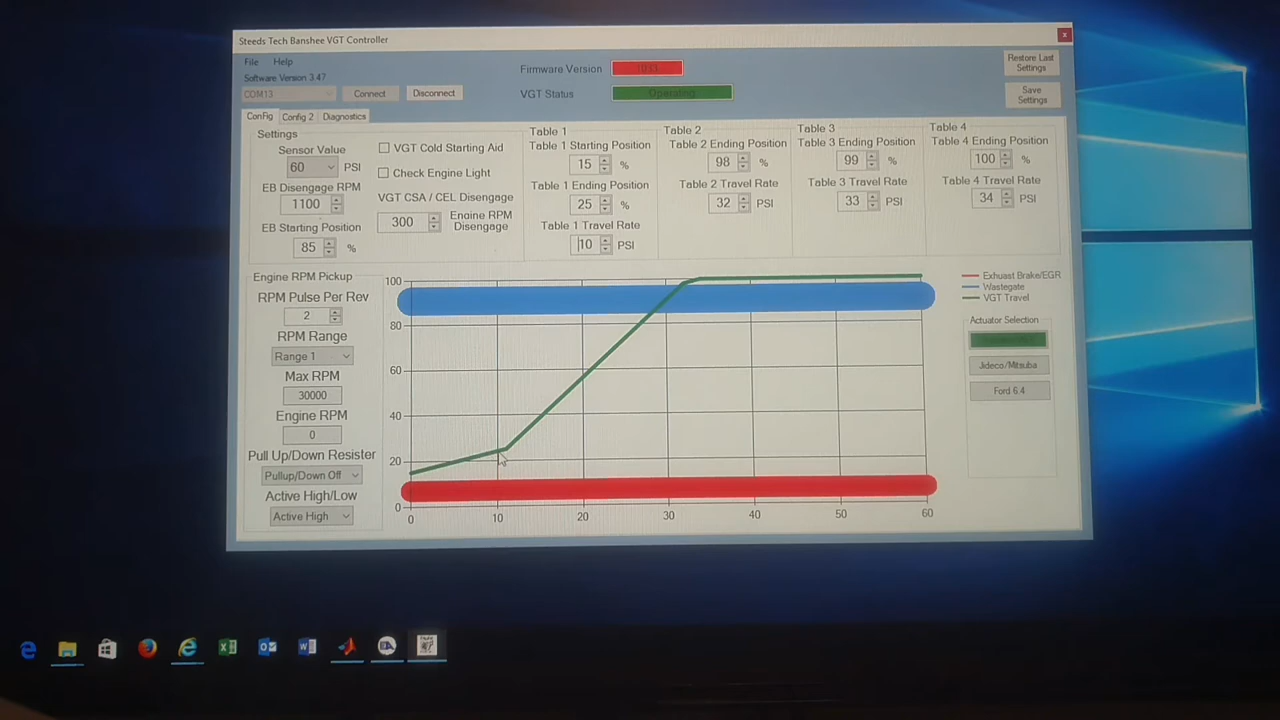 Steeds Tech Banshee VGT Controller
x
File Help
Software Version 3.47
COM13 Connect Disconnect
Firmware Version
VGT Status Operating
Restore Last Settings
Save Settings
Config Config 2 Diagnostics
Settings
Sensor Value
60 PSI
EB Disengage RPM
1100
EB Starting Position
85 %
VGT Cold Starting Aid
Check Engine Light
VGT CSA / CEL Disengage
300 Engine RPM Disengage
Table 1
Table 1 Starting Position
15 %
Table 1 Ending Position
25 %
Table 1 Travel Rate
10 PSI
Table 2
Table 2 Ending Position
98 %
Table 2 Travel Rate
32 PSI
Table 3
Table 3 Ending Position
99 %
Table 3 Travel Rate
33 PSI
Table 4
Table 4 Ending Position
100 %
Table 4 Travel Rate
34 PSI
Engine RPM Pickup
RPM Pulse Per Rev
2
RPM Range
Range 1
Max RPM
30000
Engine RPM
0
Pull Up/Down Resister
Pullup/Down Off
Active High/Low
Active High
100
80
60
40
20
0
0 10 20 30 40 50 60
Exhuast Brake/EGR
Wastegate
VGT Travel
Actuator Selection
Jideco/Mitsuba
Ford 6.4